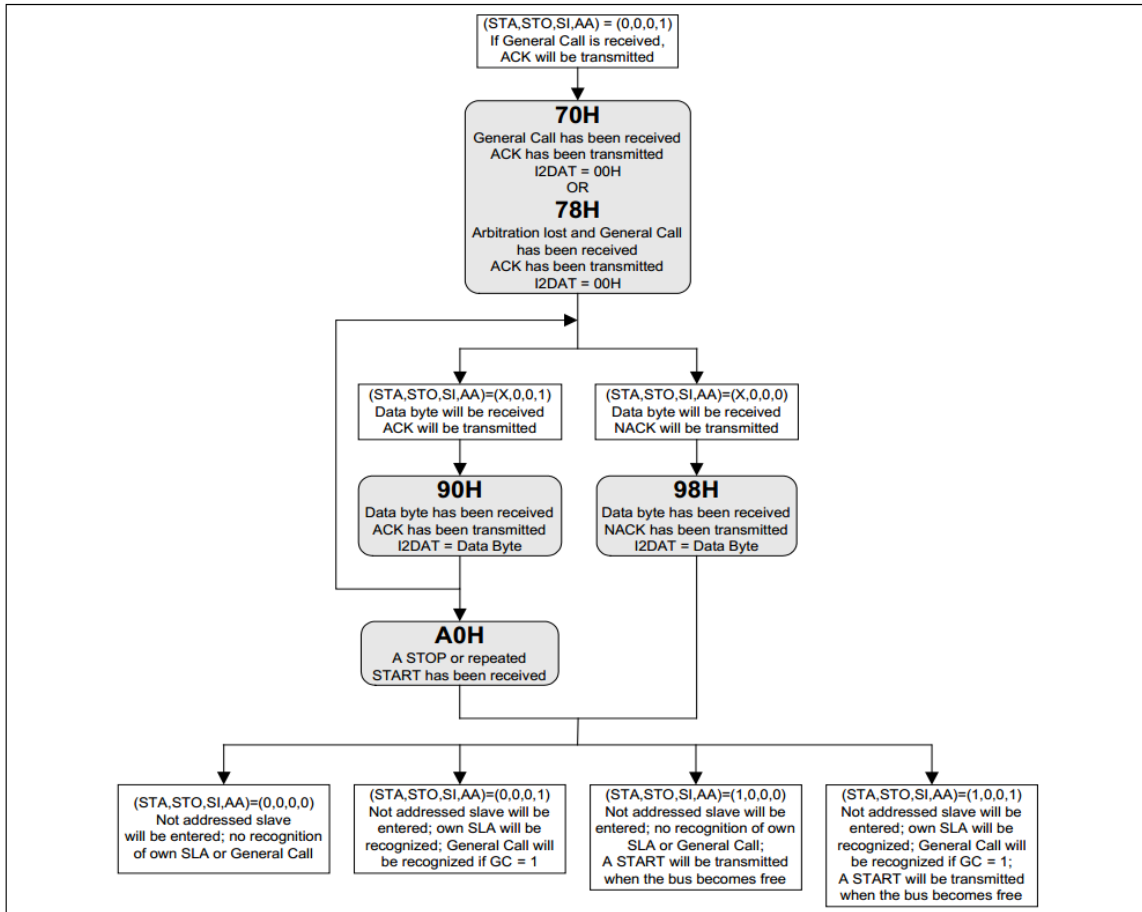 (STA,STO,SI,AA) = (0,0,0,1)
If General Call is received,
ACK will be transmitted
70H
General Call has been received
ACK has been transmitted
I2DAT = 00H
OR
78H
Arbitration lost and General Call
has been received
ACK has been transmitted
I2DAT = 00H
(STA,STO,SI,AA)=(X,0,0,1)
Data byte will be received
ACK will be transmitted
(STA,STO,SI,AA)=(X,0,0,0)
Data byte will be received
NACK will be transmitted
90H
Data byte has been received
ACK has been transmitted
I2DAT = Data Byte
98H
Data byte has been received
NACK has been transmitted
I2DAT = Data Byte
A0H
A STOP or repeated
START has been received
(STA,STO,SI,AA)=(0,0,0,0)
Not addressed slave
will be entered; no recognition
of own SLA or General Call
(STA,STO,SI,AA)=(0,0,0,1)
Not addressed slave will be
entered; own SLA will be
recognized; General Call will
be recognized if GC = 1
(STA,STO,SI,AA)=(1,0,0,0)
Not addressed slave will be
entered; no recognition of own
SLA or General Call;
A START will be transmitted
when the bus becomes free
(STA,STO,SI,AA)=(1,0,0,1)
Not addressed slave will be
entered; own SLA will be
recognized; General Call will
be recognized if GC = 1;
A START will be transmitted
when the bus becomes free